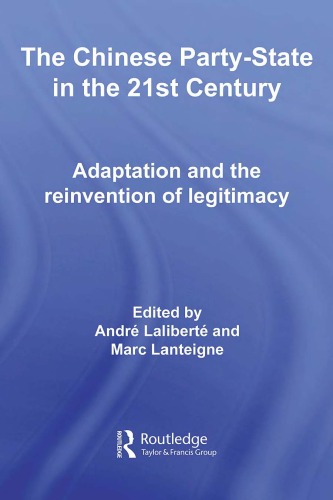 The Chinese Party-State
in the 21st Century
Adaptation and the
reinvention of legitimacy
Edited by
André Laliberté and
Marc Lanteigne
ROUTLEDGE
Routledge
Taylor & Francis Group